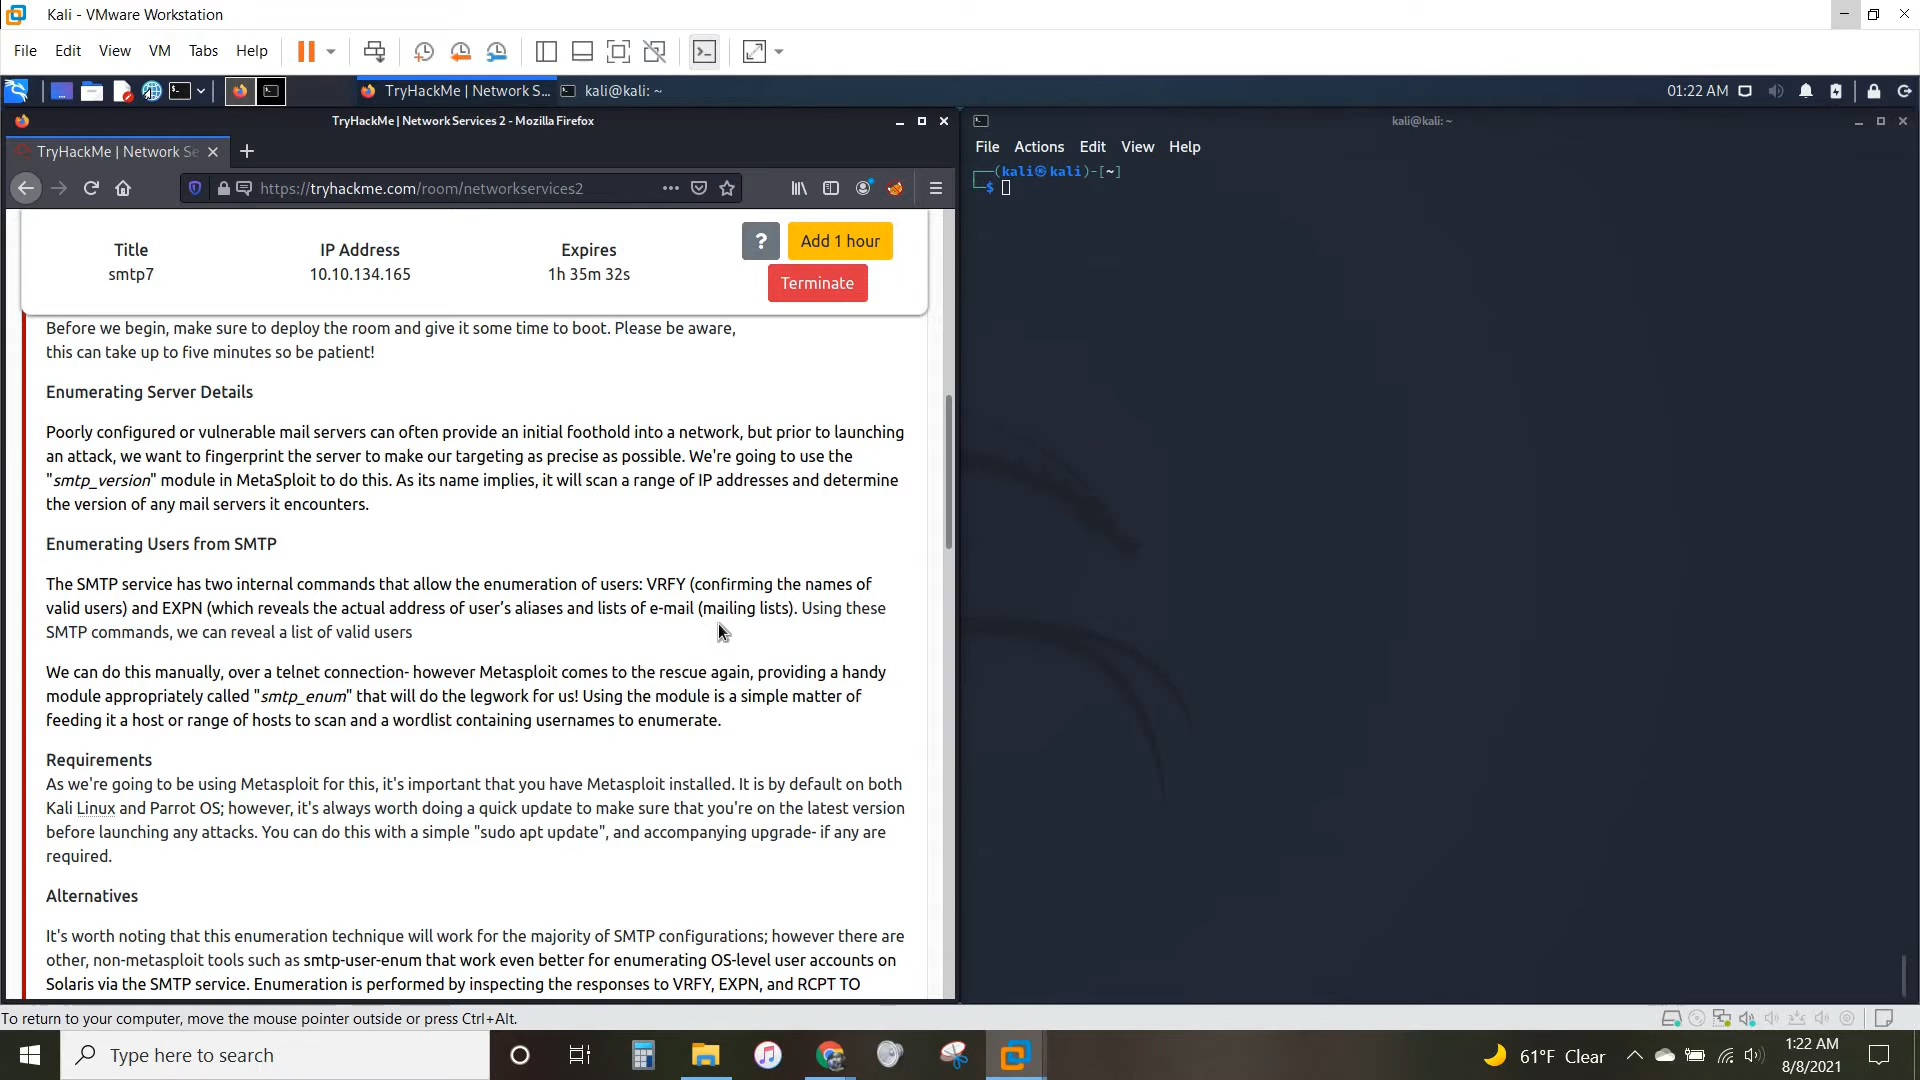 Kali - VMware Workstation
File Edit View VM Tabs Help
TryHackMe | Network S... kali@kali: ~ 01:22 AM
TryHackMe | Network Services 2 - Mozilla Firefox
TryHackMe | Network Se
https://tryhackme.com/room/networkservices2
Title IP Address Expires
smtp7 10.10.134.165 1h 35m 32s
? Add 1 hour
Terminate
Before we begin, make sure to deploy the room and give it some time to boot. Please be aware,
this can take up to five minutes so be patient!
Enumerating Server Details
Poorly configured or vulnerable mail servers can often provide an initial foothold into a network, but prior to launching
an attack, we want to fingerprint the server to make our targeting as precise as possible. We're going to use the
"smtp_version" module in MetaSploit to do this. As its name implies, it will scan a range of IP addresses and determine
the version of any mail servers it encounters.
Enumerating Users from SMTP
The SMTP service has two internal commands that allow the enumeration of users: VRFY (confirming the names of
valid users) and EXPN (which reveals the actual address of user’s aliases and lists of e-mail (mailing lists). Using these
SMTP commands, we can reveal a list of valid users
We can do this manually, over a telnet connection- however Metasploit comes to the rescue again, providing a handy
module appropriately called "smtp_enum" that will do the legwork for us! Using the module is a simple matter of
feeding it a host or range of hosts to scan and a wordlist containing usernames to enumerate.
Requirements
As we're going to be using Metasploit for this, it's important that you have Metasploit installed. It is by default on both
Kali Linux and Parrot OS; however, it's always worth doing a quick update to make sure that you're on the latest version
before launching any attacks. You can do this with a simple "sudo apt update", and accompanying upgrade- if any are
required.
Alternatives
It's worth noting that this enumeration technique will work for the majority of SMTP configurations; however there are
other, non-metasploit tools such as smtp-user-enum that work even better for enumerating OS-level user accounts on
Solaris via the SMTP service. Enumeration is performed by inspecting the responses to VRFY, EXPN, and RCPT TO
kali@kali: ~
File Actions Edit View Help
(kali㉿kali)-[~]
$
To return to your computer, move the mouse pointer outside or press Ctrl+Alt.
Type here to search
61°F Clear
1:22 AM
8/8/2021